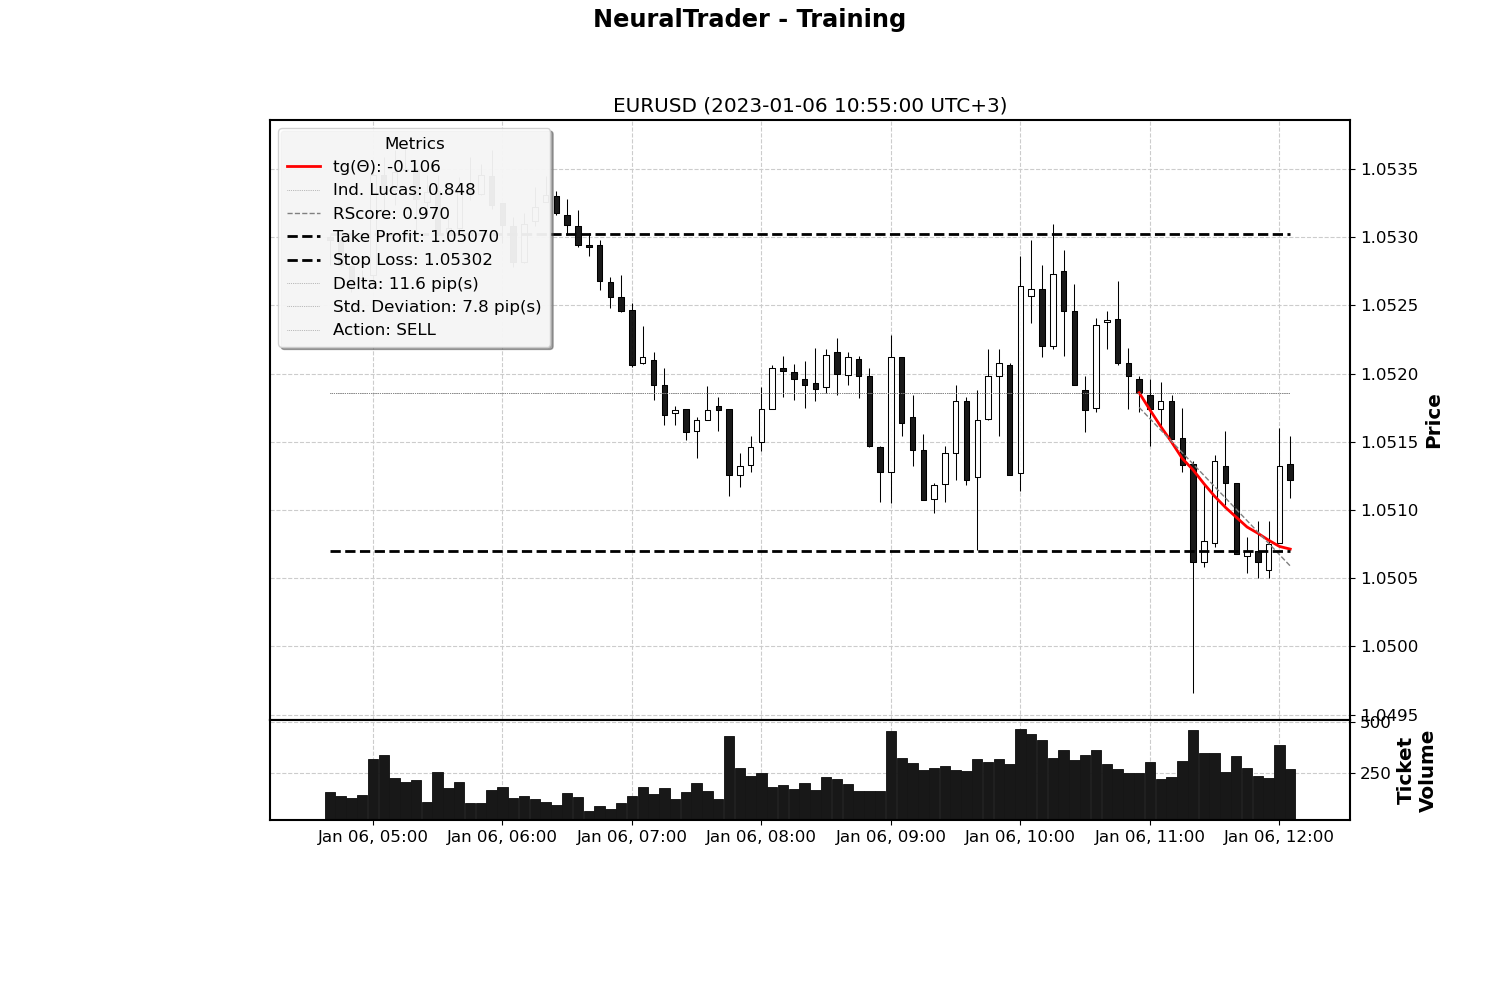 NeuralTrader - Training
EURUSD (2023-01-06 10:55:00 UTC+3)
Metrics
tg(Θ): -0.106
Ind. Lucas: 0.848
RScore: 0.970
Take Profit: 1.05070
Stop Loss: 1.05302
Delta: 11.6 pip(s)
Std. Deviation: 7.8 pip(s)
Action: SELL
1.0535
1.0530
1.0525
1.0520
1.0515
1.0510
1.0505
1.0500
1.0495
Price
500
250
Ticket
Volume
Jan 06, 05:00
Jan 06, 06:00
Jan 06, 07:00
Jan 06, 08:00
Jan 06, 09:00
Jan 06, 10:00
Jan 06, 11:00
Jan 06, 12:00